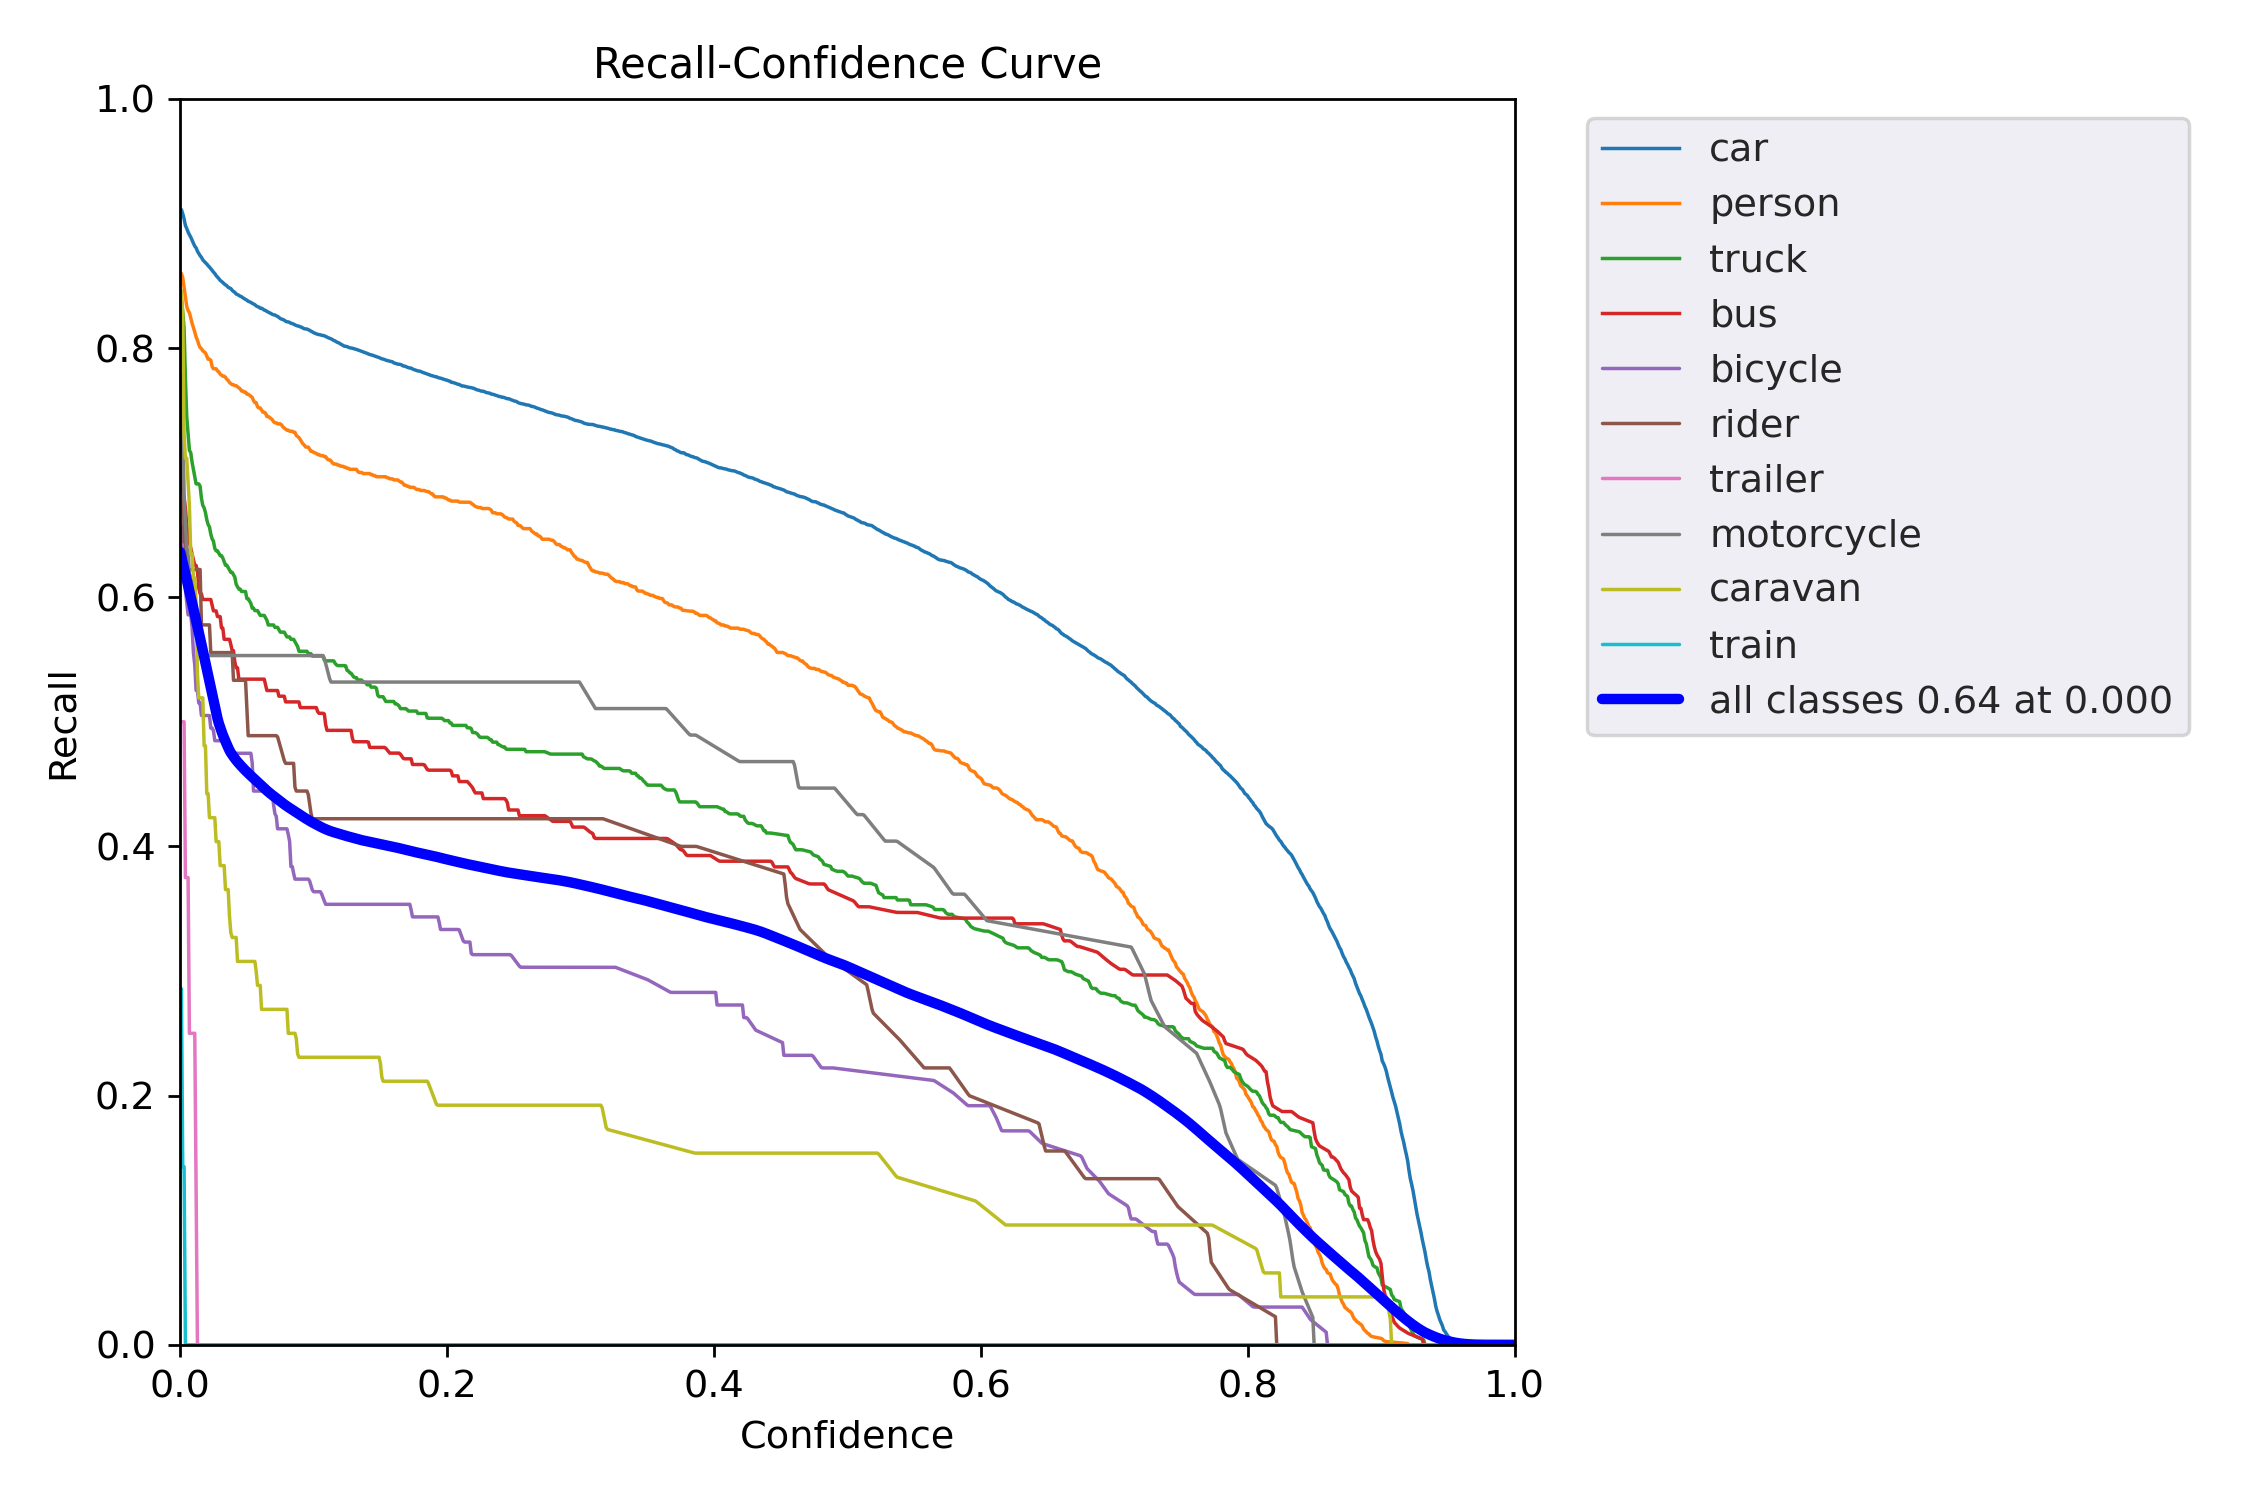 Recall-Confidence Curve
Recall
1.0
0.8
0.6
0.4
0.2
0.0
0.0 0.2 0.4 0.6 0.8 1.0
Confidence
car
person
truck
bus
bicycle
rider
trailer
motorcycle
caravan
train
all classes 0.64 at 0.000